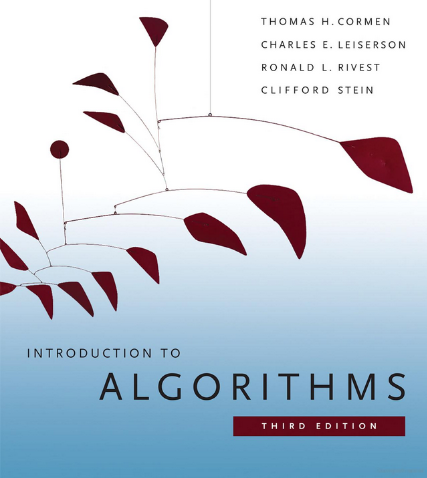 THOMAS H. CORMEN
CHARLES E. LEISERSON
RONALD L. RIVEST
CLIFFORD STEIN
INTRODUCTION TO
ALGORITHMS
THIRD EDITION